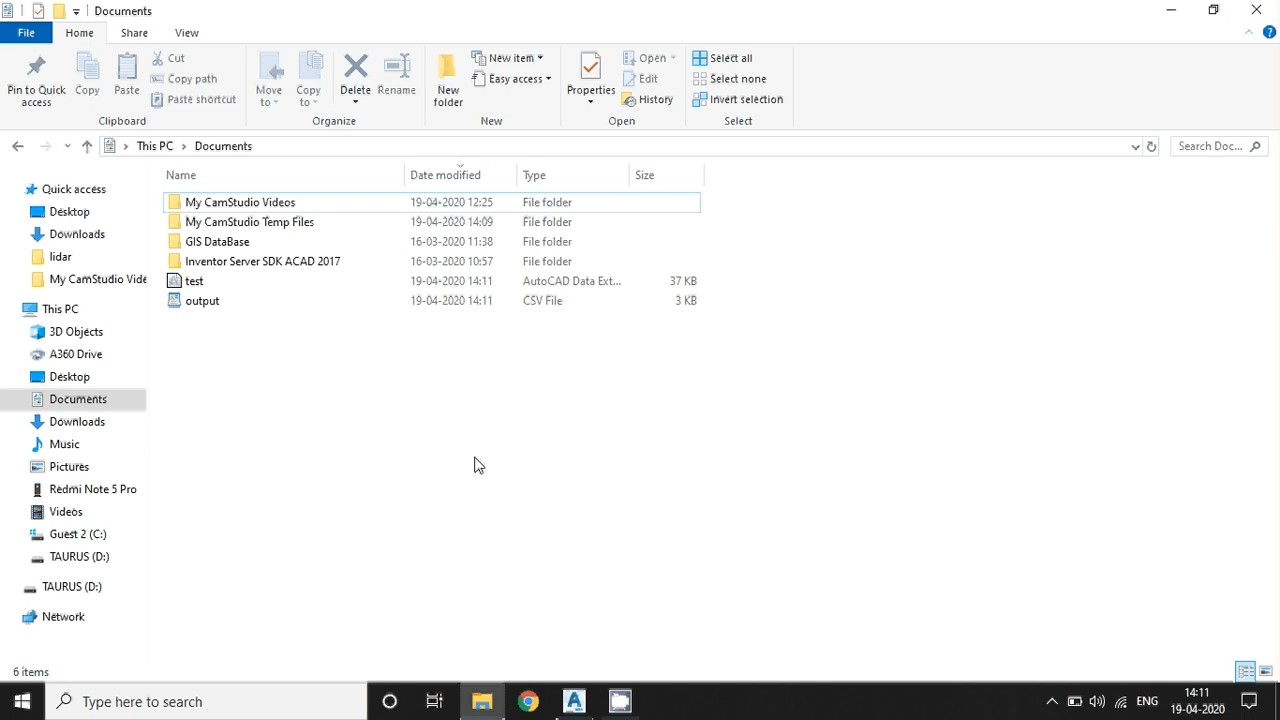 Documents
File Home Share View
Pin to Quick access
Copy
Paste
Cut
Copy path
Paste shortcut
Clipboard
Move to
Copy to
Delete
Rename
Organize
New folder
New item
Easy access
New
Properties
Open
Edit
History
Open
Select all
Select none
Invert selection
Select
This PC Documents
Search Doc...
Name Date modified Type Size
My CamStudio Videos 19-04-2020 12:25 File folder
My CamStudio Temp Files 19-04-2020 14:09 File folder
GIS DataBase 16-03-2020 11:38 File folder
Inventor Server SDK ACAD 2017 16-03-2020 10:57 File folder
test 19-04-2020 14:11 AutoCAD Data Ext... 37 KB
output 19-04-2020 14:11 CSV File 3 KB
Quick access
Desktop
Downloads
lidar
My CamStudio Vide
This PC
3D Objects
A360 Drive
Desktop
Documents
Downloads
Music
Pictures
Redmi Note 5 Pro
Videos
Guest 2 (C:)
TAURUS (D:)
TAURUS (D:)
Network
6 items
Type here to search
ENG
14:11
19-04-2020